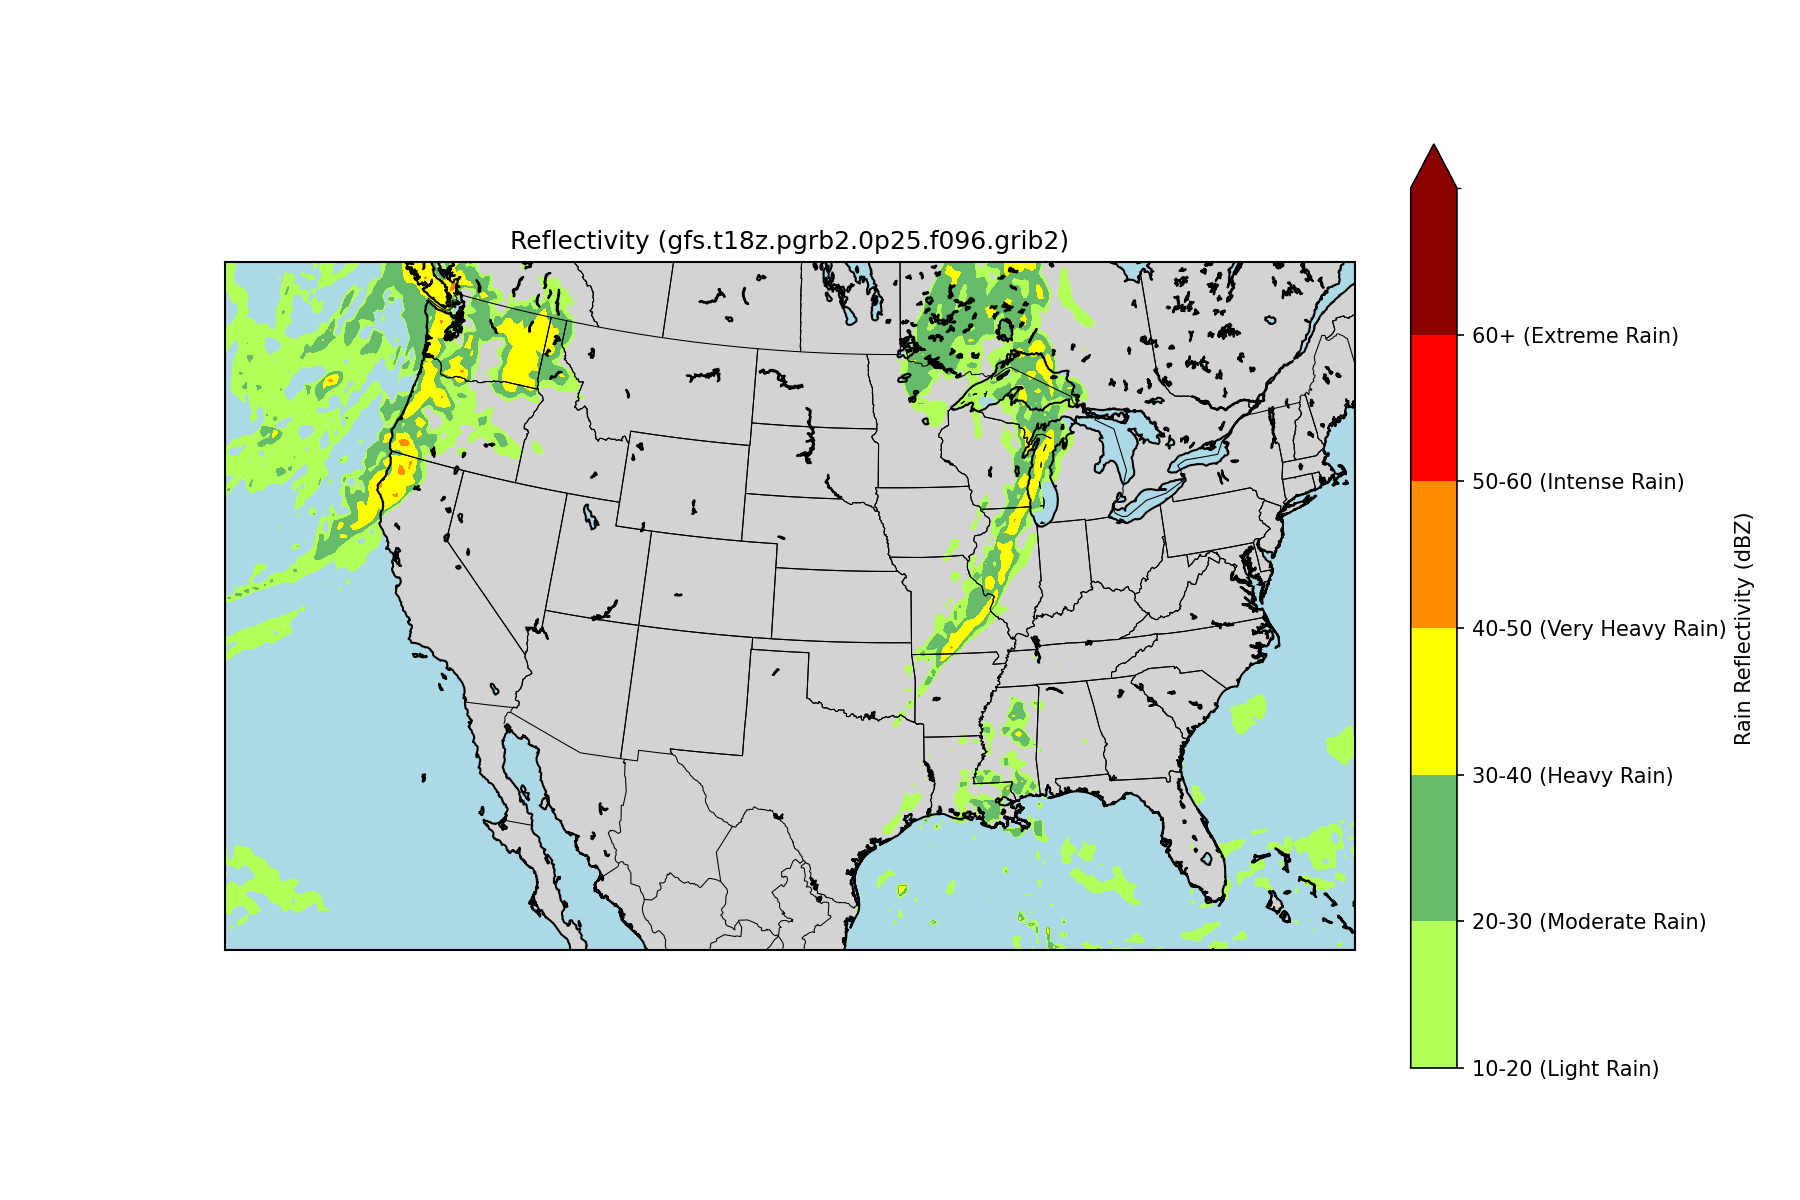 Reflectivity (gfs.t18z.pgrb2.0p25.f096.grib2)
60+ (Extreme Rain)
50-60 (Intense Rain)
40-50 (Very Heavy Rain)
30-40 (Heavy Rain)
20-30 (Moderate Rain)
10-20 (Light Rain)
Rain Reflectivity (dBZ)